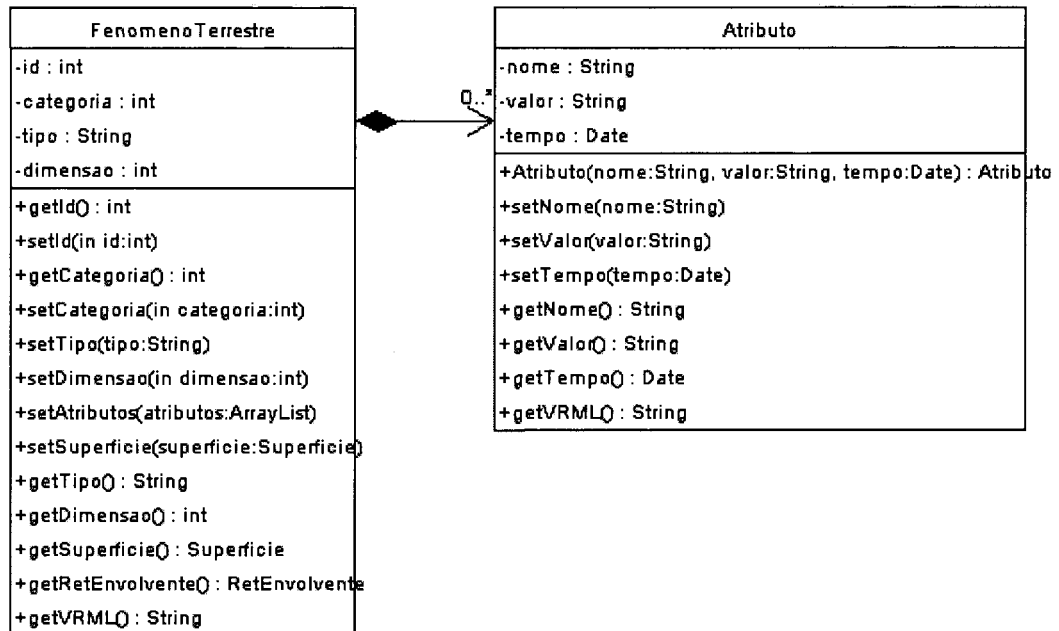 FenomenoTerrestre
-id : int
-categoria : int
-tipo : String
-dimensao : int
+getId() : int
+setId(in id:int)
+getCategoria() : int
+setCategoria(in categoria:int)
+setTipo(tipo:String)
+setDimensao(in dimensao:int)
+setAtributos(atributos:ArrayList)
+setSuperficie(superficie:Superficie)
+getTipo() : String
+getDimensao() : int
+getSuperficie() : Superficie
+getRetEnvolvente() : RetEnvolvente
+getVRML() : String
0..*
Atributo
-nome : String
-valor : String
-tempo : Date
+Atributo(nome:String, valor:String, tempo:Date) : Atributo
+setNome(nome:String)
+setValor(valor:String)
+setTempo(tempo:Date)
+getNome() : String
+getValor() : String
+getTempo() : Date
+getVRML() : String